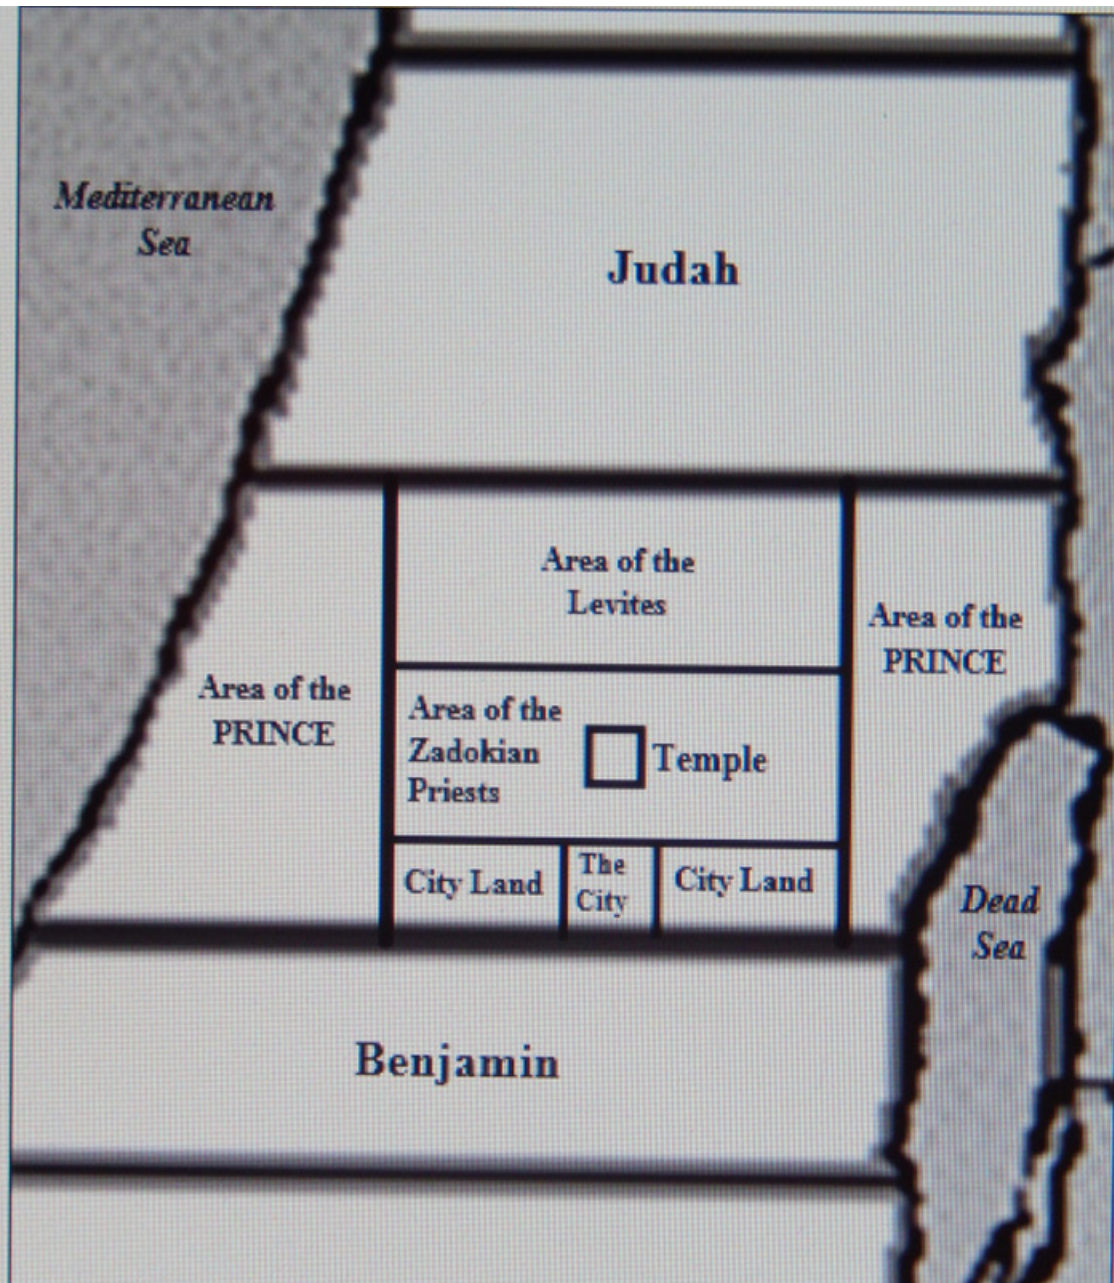 Mediterranean
Sea
Judah
Area of the
Levites
Area of the
PRINCE
Area of the
PRINCE
Area of the
Zadokian
Priests
Temple
City Land
The
City
City Land
Dead
Sea
Benjamin